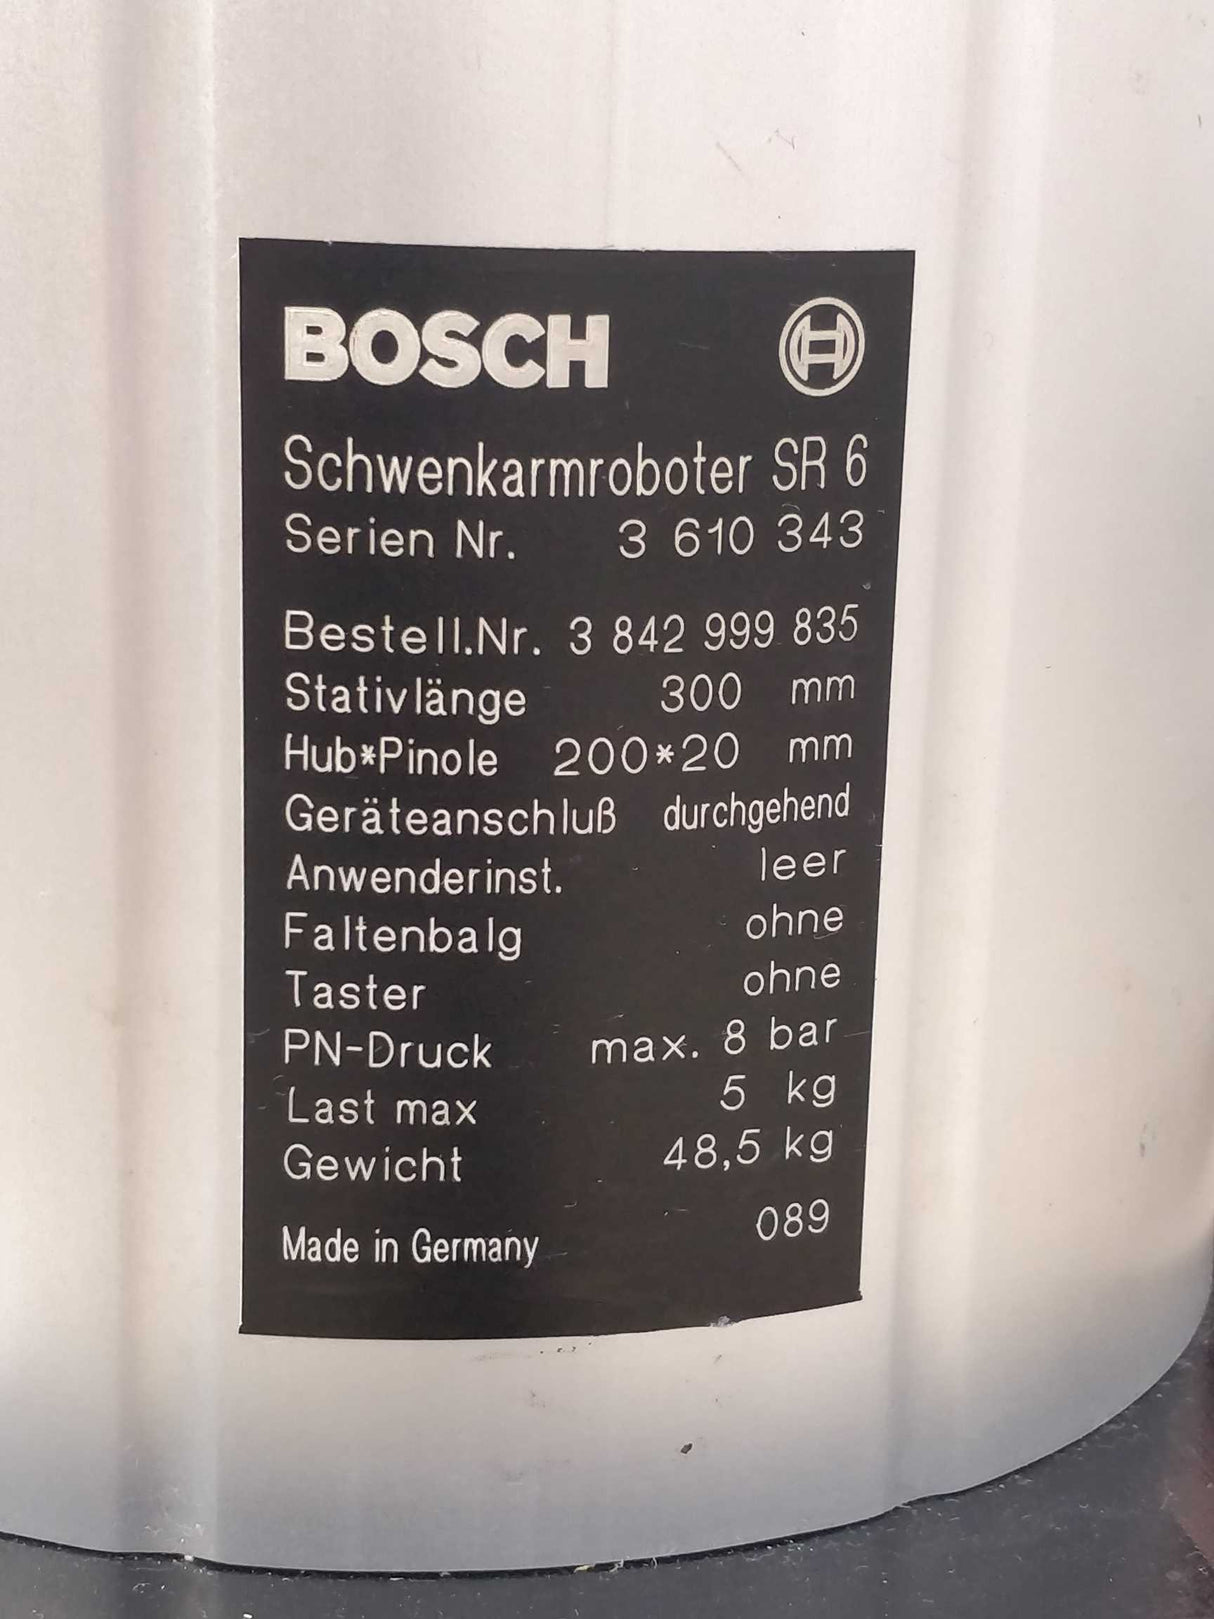 BOSCH
Schwenkarmroboter SR 6
Serien Nr. 3 610 343
Bestell.Nr. 3 842 999 835
Stativlänge 300 mm
Hub*Pinole 200*20 mm
Geräteanschluß durchgehend
Anwenderinst. leer
Faltenbalg ohne
Taster ohne
PN-Druck max. 8 bar
Last max 5 kg
Gewicht 48,5 kg
Made in Germany 089